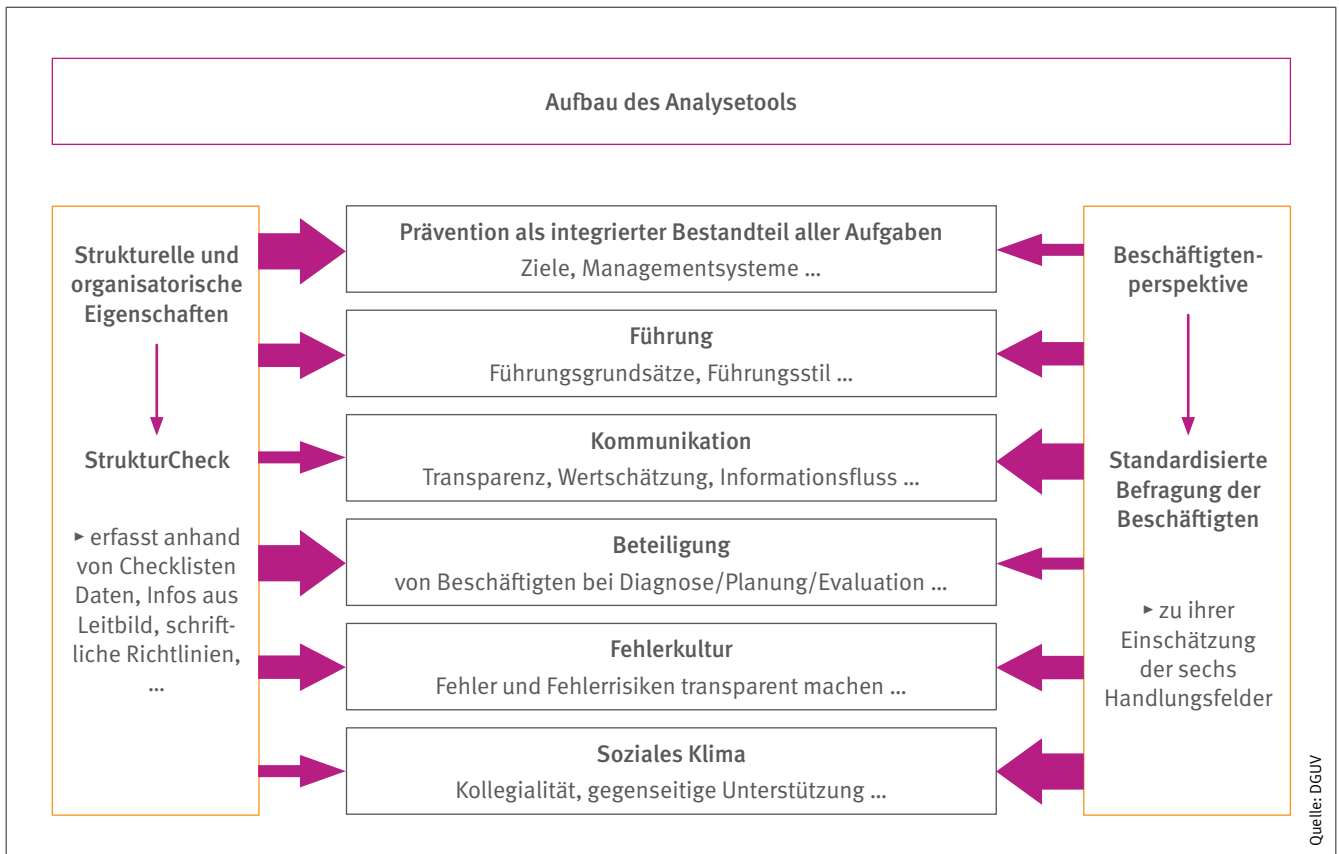 Aufbau des Analysetools
Strukturelle und
organisatorische
Eigenschaften
StrukturCheck
▸ erfasst anhand
von Checklisten
Daten, Infos aus
Leitbild, schrift-
liche Richtlinien,
...
Prävention als integrierter Bestandteil aller Aufgaben
Ziele, Managementsysteme ...
Führung
Führungsgrundsätze, Führungsstil ...
Kommunikation
Transparenz, Wertschätzung, Informationsfluss ...
Beteiligung
von Beschäftigten bei Diagnose/Planung/Evaluation ...
Fehlerkultur
Fehler und Fehlerrisiken transparent machen ...
Soziales Klima
Kollegialität, gegenseitige Unterstützung ...
Beschäftigten-
perspektive
Standardisierte
Befragung der
Beschäftigten
▸ zu ihrer
Einschätzung
der sechs
Handlungsfelder
Quelle: DGUV